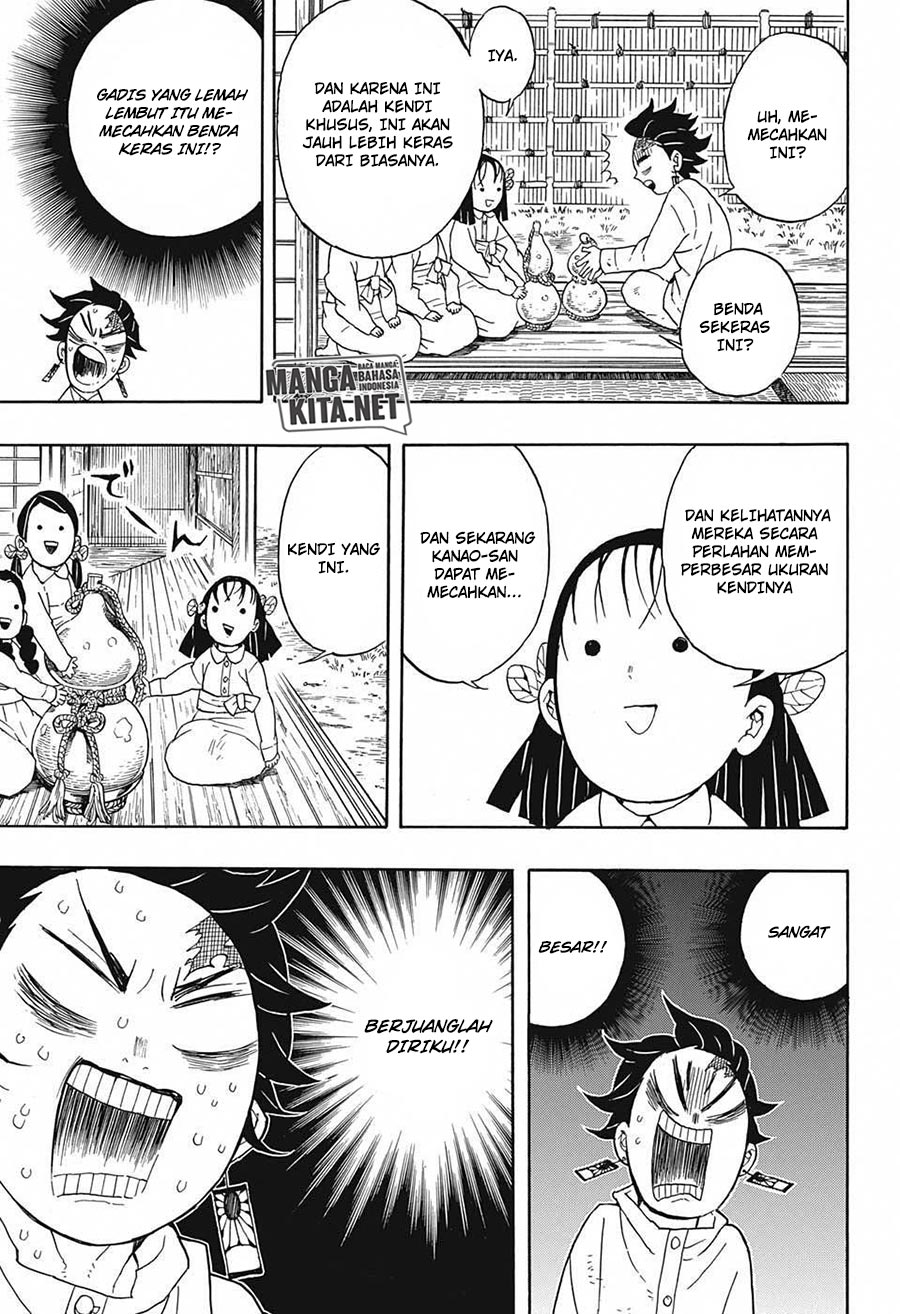 UH, ME-
MECAHKAN
INI?
BENDA
SEKERAS
INI?
IYA.
DAN KARENA INI
ADALAH KENDI
KHUSUS, INI AKAN
JAUH LEBIH KERAS
DARI BIASANYA.
GADIS YANG LEMAH
LEMBUT ITU ME-
MECAHKAN BENDA
KERAS INI!?
MANGA
KITA.NET
BACA MANGA
BAHASA
INDONESIA
DAN KELIHATANNYA
MEREKA SECARA
PERLAHAN MEM-
PERBESAR UKURAN
KENDINYA
DAN SEKARANG
KANAO-SAN
DAPAT ME-
MECAHKAN...
KENDI YANG
INI.
で〜ん
SANGAT
BESAR!!
BERJUANGLAH
DIRIKU!!